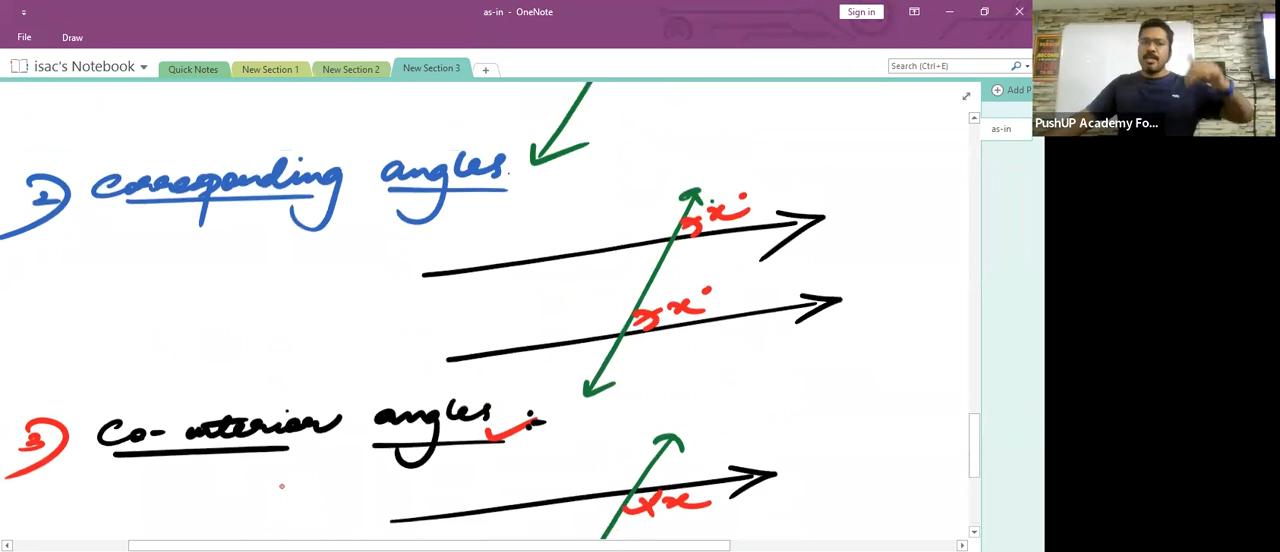 as-in - OneNote
Sign in
File
Draw
isac's Notebook
Quick Notes
New Section 1
New Section 2
New Section 3
+
Search (Ctrl+E)
Add P
as-in
PushUP Academy Fo...
2) corresponding angles.
x°
x°
3) Co-interior angles :-
x